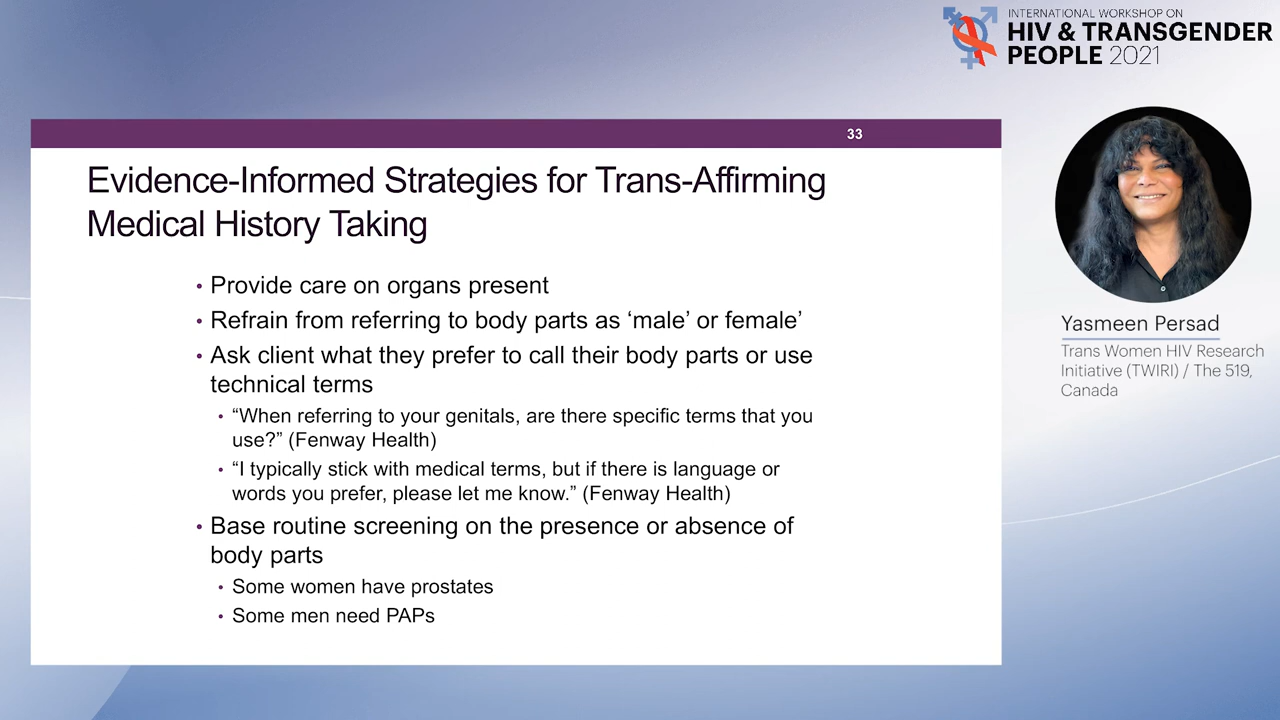 INTERNATIONAL WORKSHOP ON
HIV & TRANSGENDER
PEOPLE 2021
33
Evidence-Informed Strategies for Trans-Affirming
Medical History Taking
• Provide care on organs present
• Refrain from referring to body parts as ‘male’ or female’
• Ask client what they prefer to call their body parts or use
technical terms
• “When referring to your genitals, are there specific terms that you
use?” (Fenway Health)
• “I typically stick with medical terms, but if there is language or
words you prefer, please let me know.” (Fenway Health)
• Base routine screening on the presence or absence of
body parts
• Some women have prostates
• Some men need PAPs
Yasmeen Persad
Trans Women HIV Research
Initiative (TWIRI) / The 519,
Canada